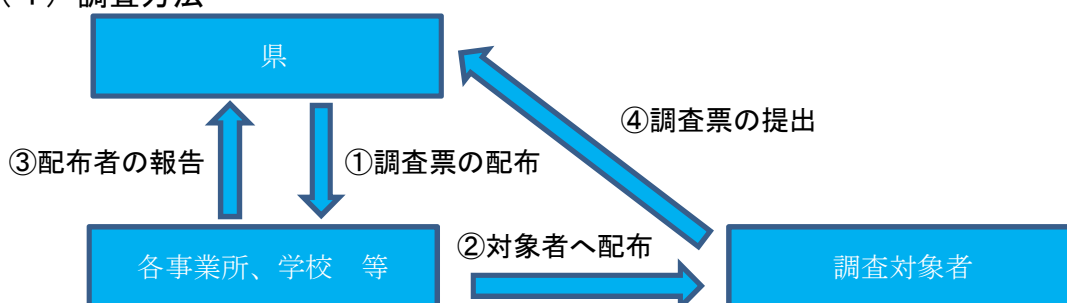 調査方法
県
④調査票の提出
③配布者の報告
①調査票の配布
②対象者へ配布
各事業所、学校　等
調査対象者